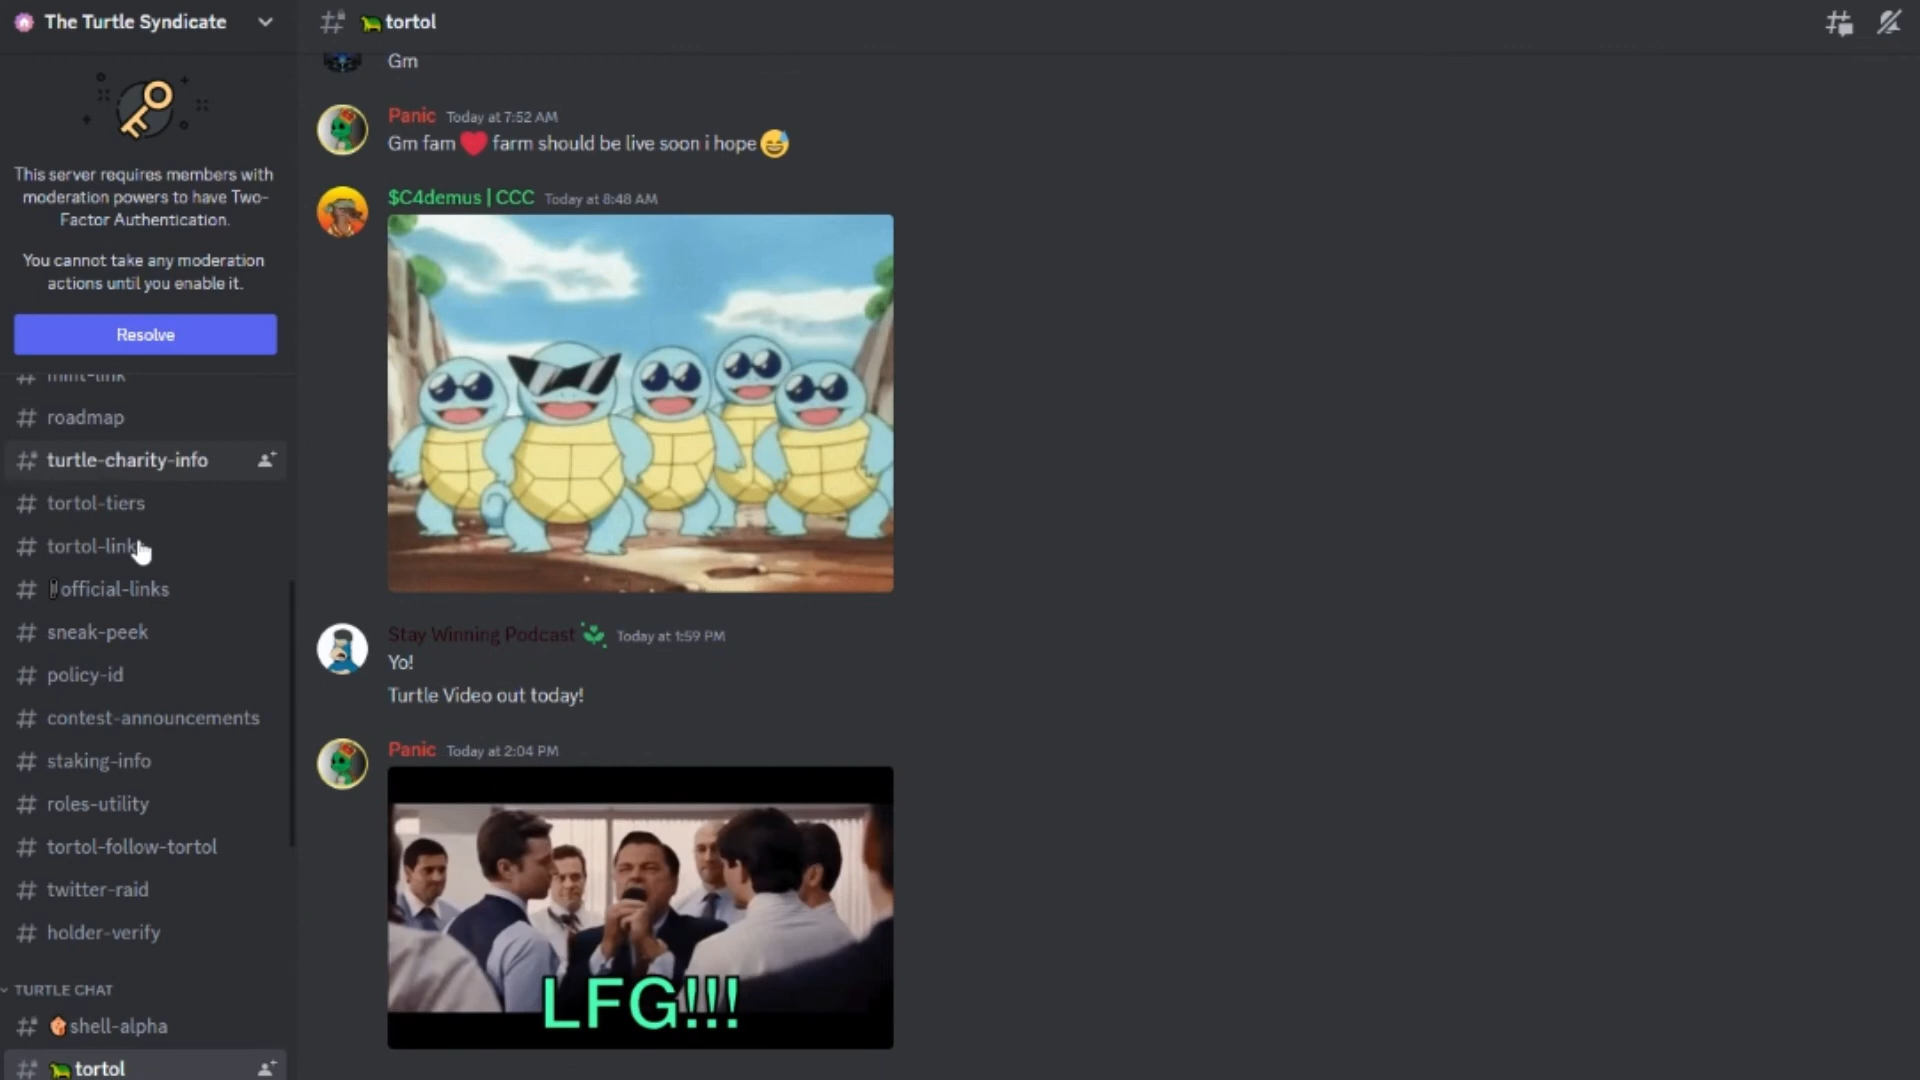 The Turtle Syndicate
This server requires members with
moderation powers to have Two-
Factor Authentication.
You cannot take any moderation
actions until you enable it.
Resolve
mint-link
roadmap
turtle-charity-info
tortol-tiers
tortol-links
official-links
sneak-peek
policy-id
contest-announcements
staking-info
roles-utility
tortol-follow-tortol
twitter-raid
holder-verify
TURTLE CHAT
shell-alpha
tortol
tortol
Gm
Panic Today at 7:52 AM
Gm fam ❤️ farm should be live soon i hope 😅
$C4demus | CCC Today at 8:48 AM
Stay Winning Podcast Today at 1:59 PM
Yo!
Turtle Video out today!
Panic Today at 2:04 PM
LFG!!!